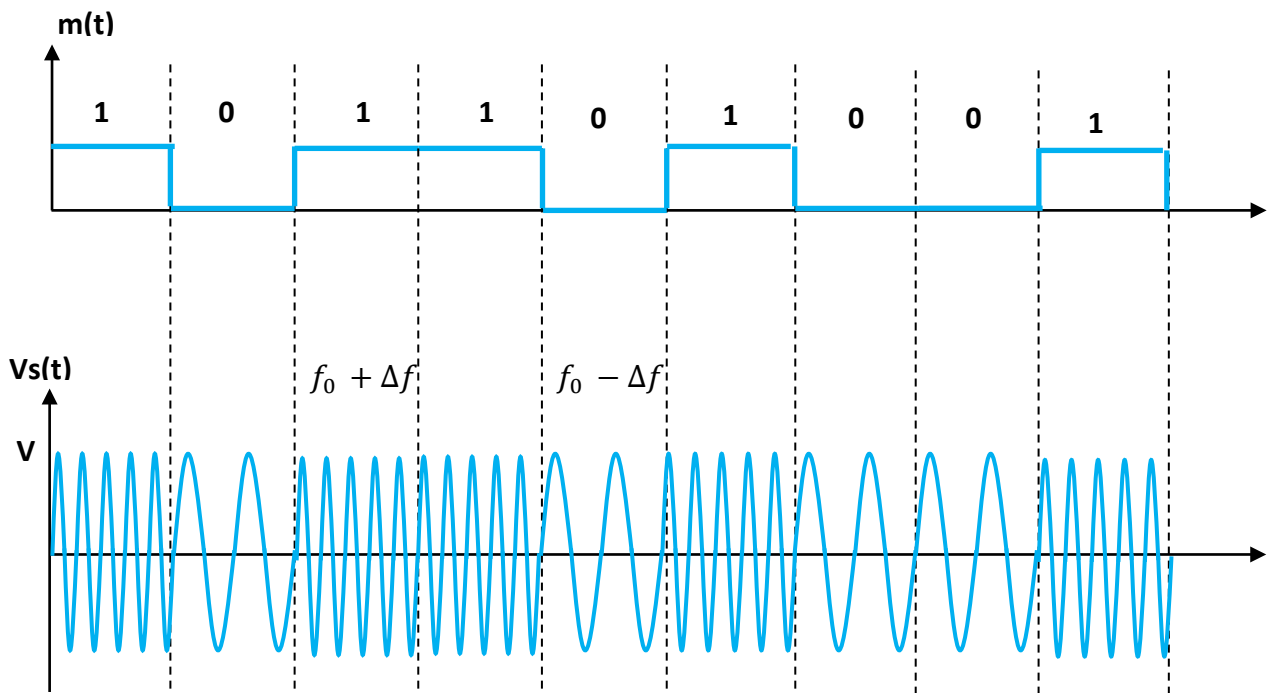 m(t)
1 0 1 1 0 1 0 0 1
Vs(t)
f₀ + Δf f₀ − Δf
V